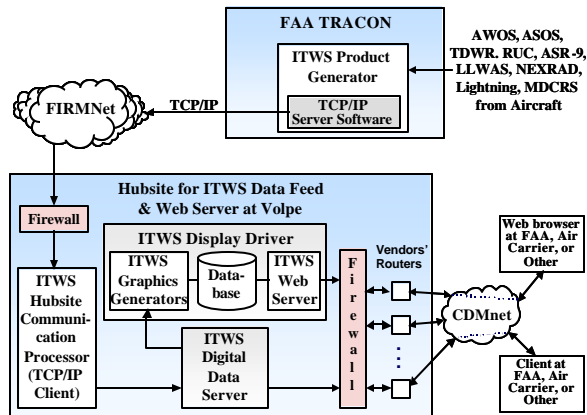 FAA TRACON
ITWS Product
Generator
TCP/IP
Server Software
AWOS, ASOS,
TDWR. RUC, ASR-9,
LLWAS, NEXRAD,
Lightning, MDCRS
from Aircraft
FIRMNet
TCP/IP
Hubsite for ITWS Data Feed
& Web Server at Volpe
Firewall
ITWS
Hubsite
Communi-
cation
Processor
(TCP/IP
Client)
ITWS Display Driver
ITWS
Graphics
Generators
Data-
base
ITWS
Web
Server
ITWS
Digital
Data
Server
F
i
r
e
w
a
l
l
Vendors'
Routers
CDMnet
Web browser
at FAA, Air
Carrier, or
Other
Client at
FAA, Air
Carrier, or
Other